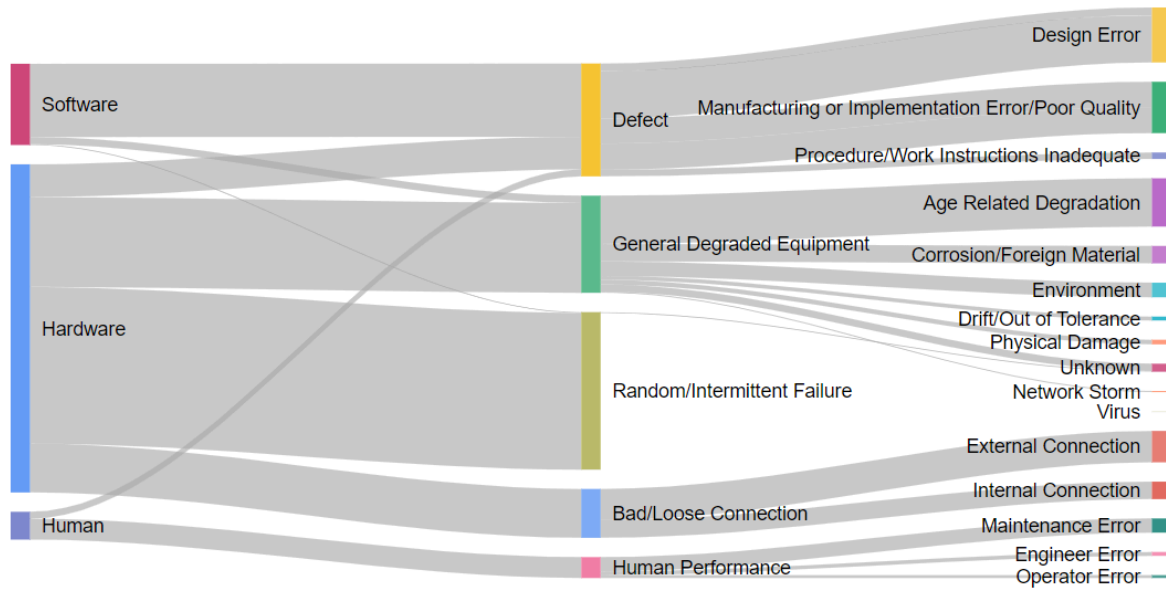 Software
Hardware
Human
Defect
General Degraded Equipment
Random/Intermittent Failure
Bad/Loose Connection
Human Performance
Design Error
Manufacturing or Implementation Error/Poor Quality
Procedure/Work Instructions Inadequate
Age Related Degradation
Corrosion/Foreign Material
Environment
Drift/Out of Tolerance
Physical Damage
Unknown
Network Storm
Virus
External Connection
Internal Connection
Maintenance Error
Engineer Error
Operator Error